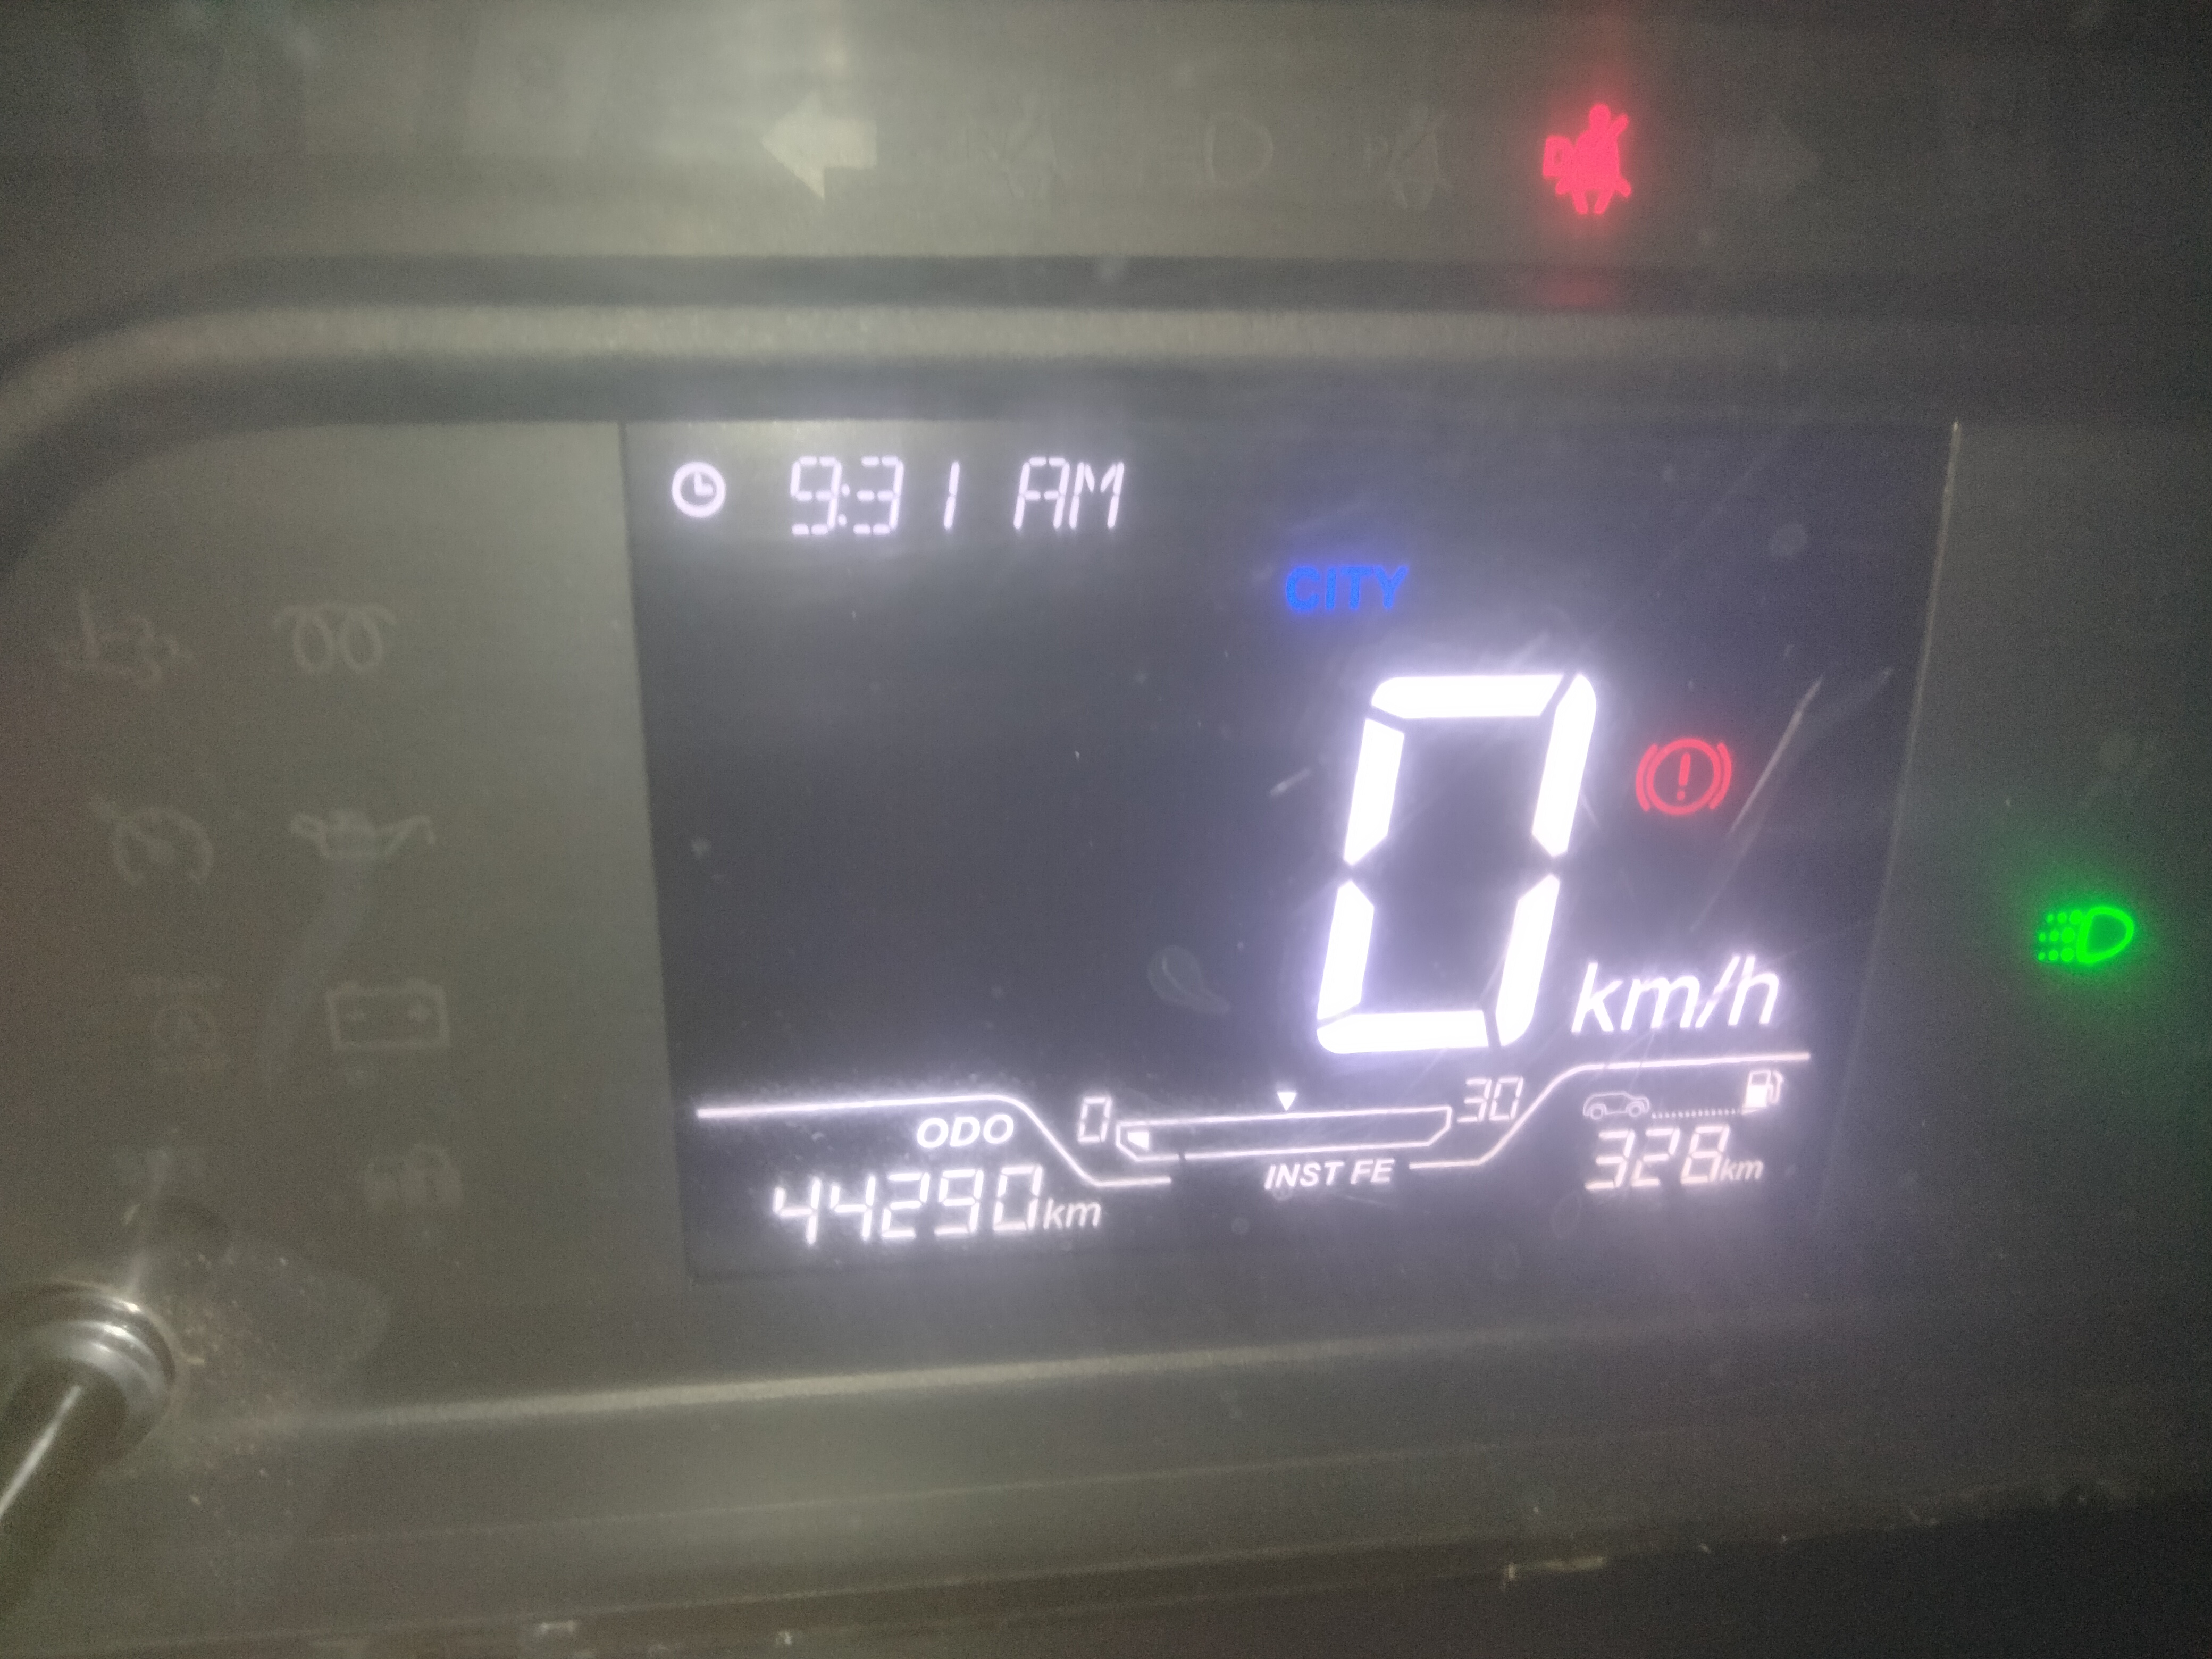 D
9:31 AM
CITY
0
km/h
ODO
0
30
44290km
INST FE
328km